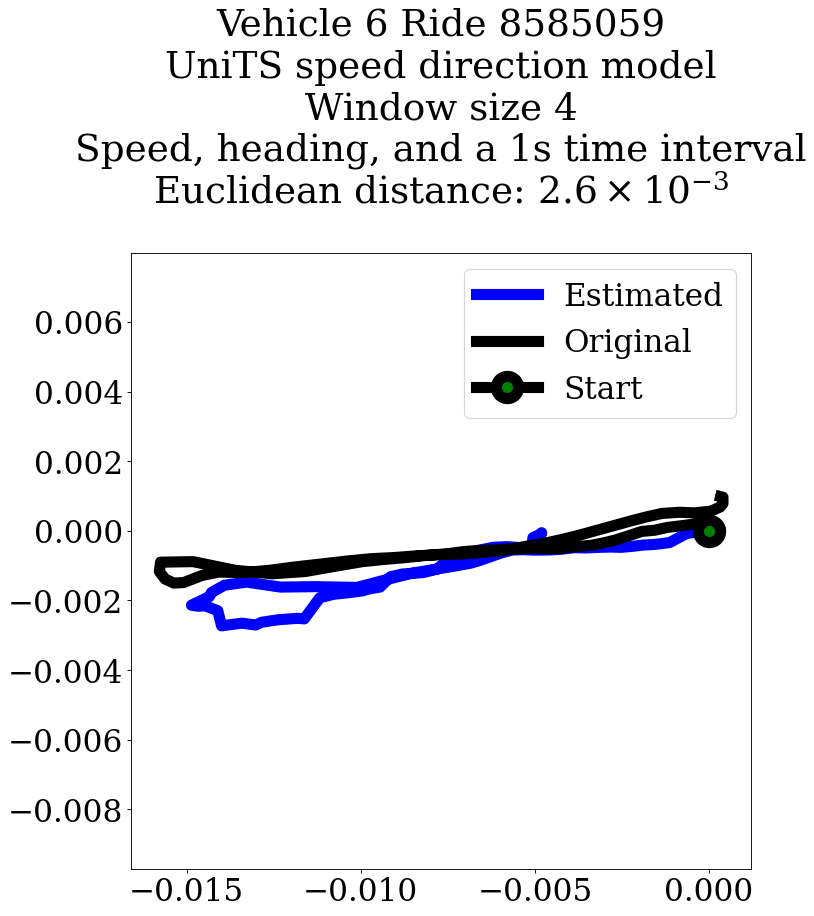 Vehicle 6 Ride 8585059
UniTS speed direction model
Window size 4
Speed, heading, and a 1s time interval
Euclidean distance: 2.6 × 10⁻³
Estimated
Original
Start
0.006
0.004
0.002
0.000
−0.002
−0.004
−0.006
−0.008
−0.015 −0.010 −0.005 0.000